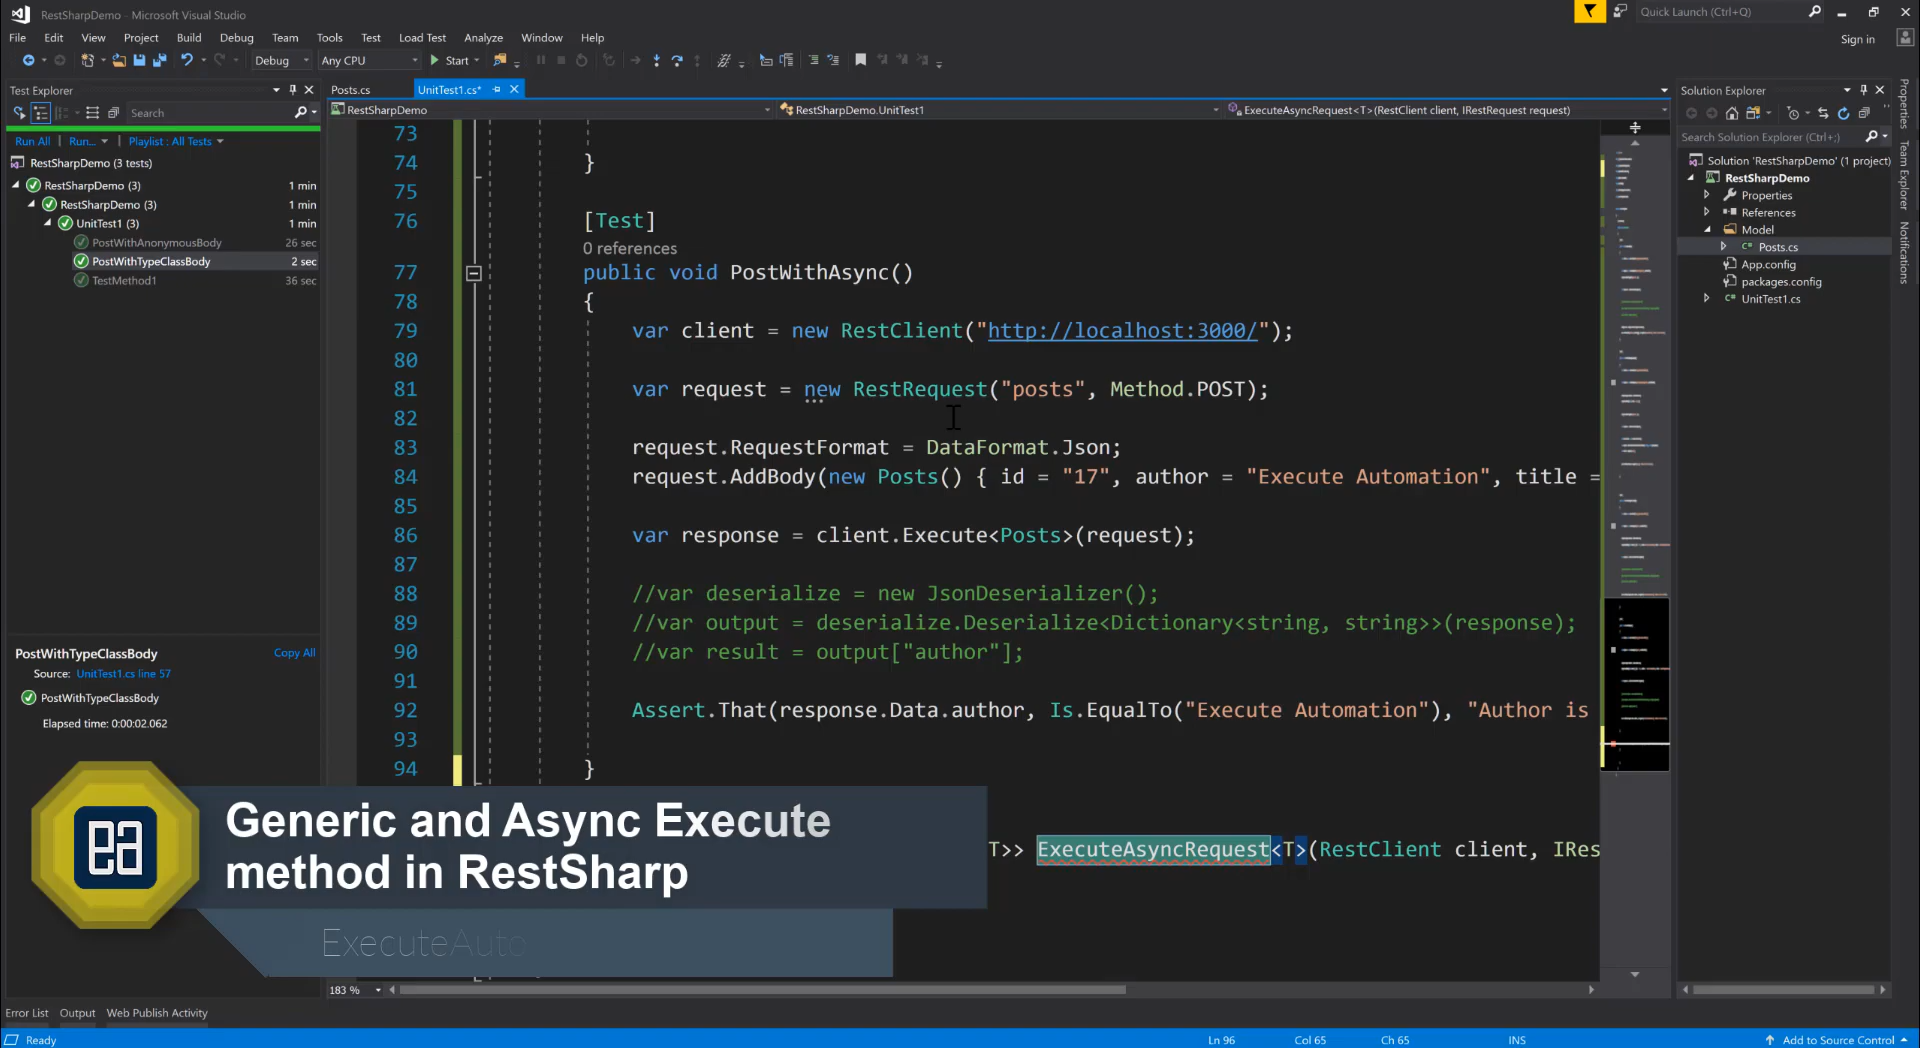 RestSharpDemo - Microsoft Visual Studio
Quick Launch (Ctrl+Q)
File Edit View Project Build Debug Team Tools Test Load Test Analyze Window Help
Sign in
Debug Any CPU Start
Test Explorer
Posts.cs UnitTest1.cs*
Solution Explorer
Search
RestSharpDemo RestSharpDemo.UnitTest1 ExecuteAsyncRequest<T>(RestClient client, IRestRequest request)
Search Solution Explorer (Ctrl+;)
Run All Run... Playlist : All Tests
RestSharpDemo (3 tests)
RestSharpDemo (3) 1 min
RestSharpDemo (3) 1 min
UnitTest1 (3) 1 min
PostWithAnonymousBody 26 sec
PostWithTypeClassBody 2 sec
TestMethod1 36 sec
PostWithTypeClassBody Copy All
Source: UnitTest1.cs line 57
PostWithTypeClassBody
Elapsed time: 0:00:02.062
73
74 }
75
76 [Test]
0 references
77 public void PostWithAsync()
78 {
79 var client = new RestClient("http://localhost:3000/");
80
81 var request = new RestRequest("posts", Method.POST);
82
83 request.RequestFormat = DataFormat.Json;
84 request.AddBody(new Posts() { id = "17", author = "Execute Automation", title =
85
86 var response = client.Execute<Posts>(request);
87
88 //var deserialize = new JsonDeserializer();
89 //var output = deserialize.Deserialize<Dictionary<string, string>>(response);
90 //var result = output["author"];
91
92 Assert.That(response.Data.author, Is.EqualTo("Execute Automation"), "Author is
93
94 }
T>> ExecuteAsyncRequest<T>(RestClient client, IRes
Generic and Async Execute
method in RestSharp
ea
ExecuteAuto
Solution 'RestSharpDemo' (1 project)
RestSharpDemo
Properties
References
Model
Posts.cs
App.config
packages.config
UnitTest1.cs
Properties
Team Explorer
Notifications
183 %
Error List Output Web Publish Activity
Ready Ln 96 Col 65 Ch 65 INS Add to Source Control